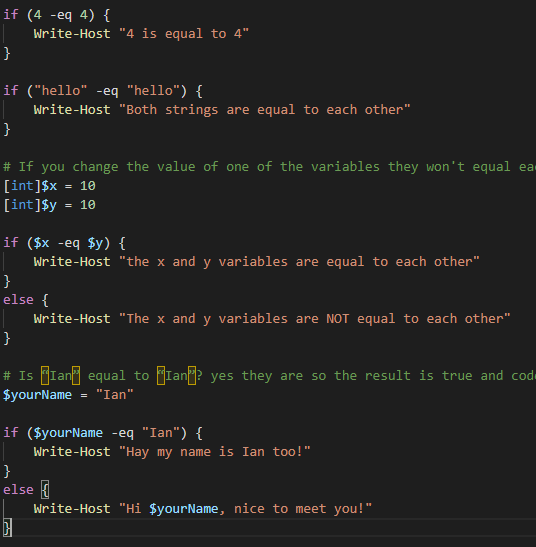 if (4 -eq 4) {
    Write-Host "4 is equal to 4"
}

if ("hello" -eq "hello") {
    Write-Host "Both strings are equal to each other"
}

# If you change the value of one of the variables they won't equal
[int]$x = 10
[int]$y = 10

if ($x -eq $y) {
    Write-Host "the x and y variables are equal to each other"
}
else {
    Write-Host "The x and y variables are NOT equal to each other"
}

# Is “Ian” equal to “Ian”? yes they are so the result is true and
$yourName = "Ian"

if ($yourName -eq "Ian") {
    Write-Host "Hay my name is Ian too!"
}
else {
    Write-Host "Hi $yourName, nice to meet you!"
}